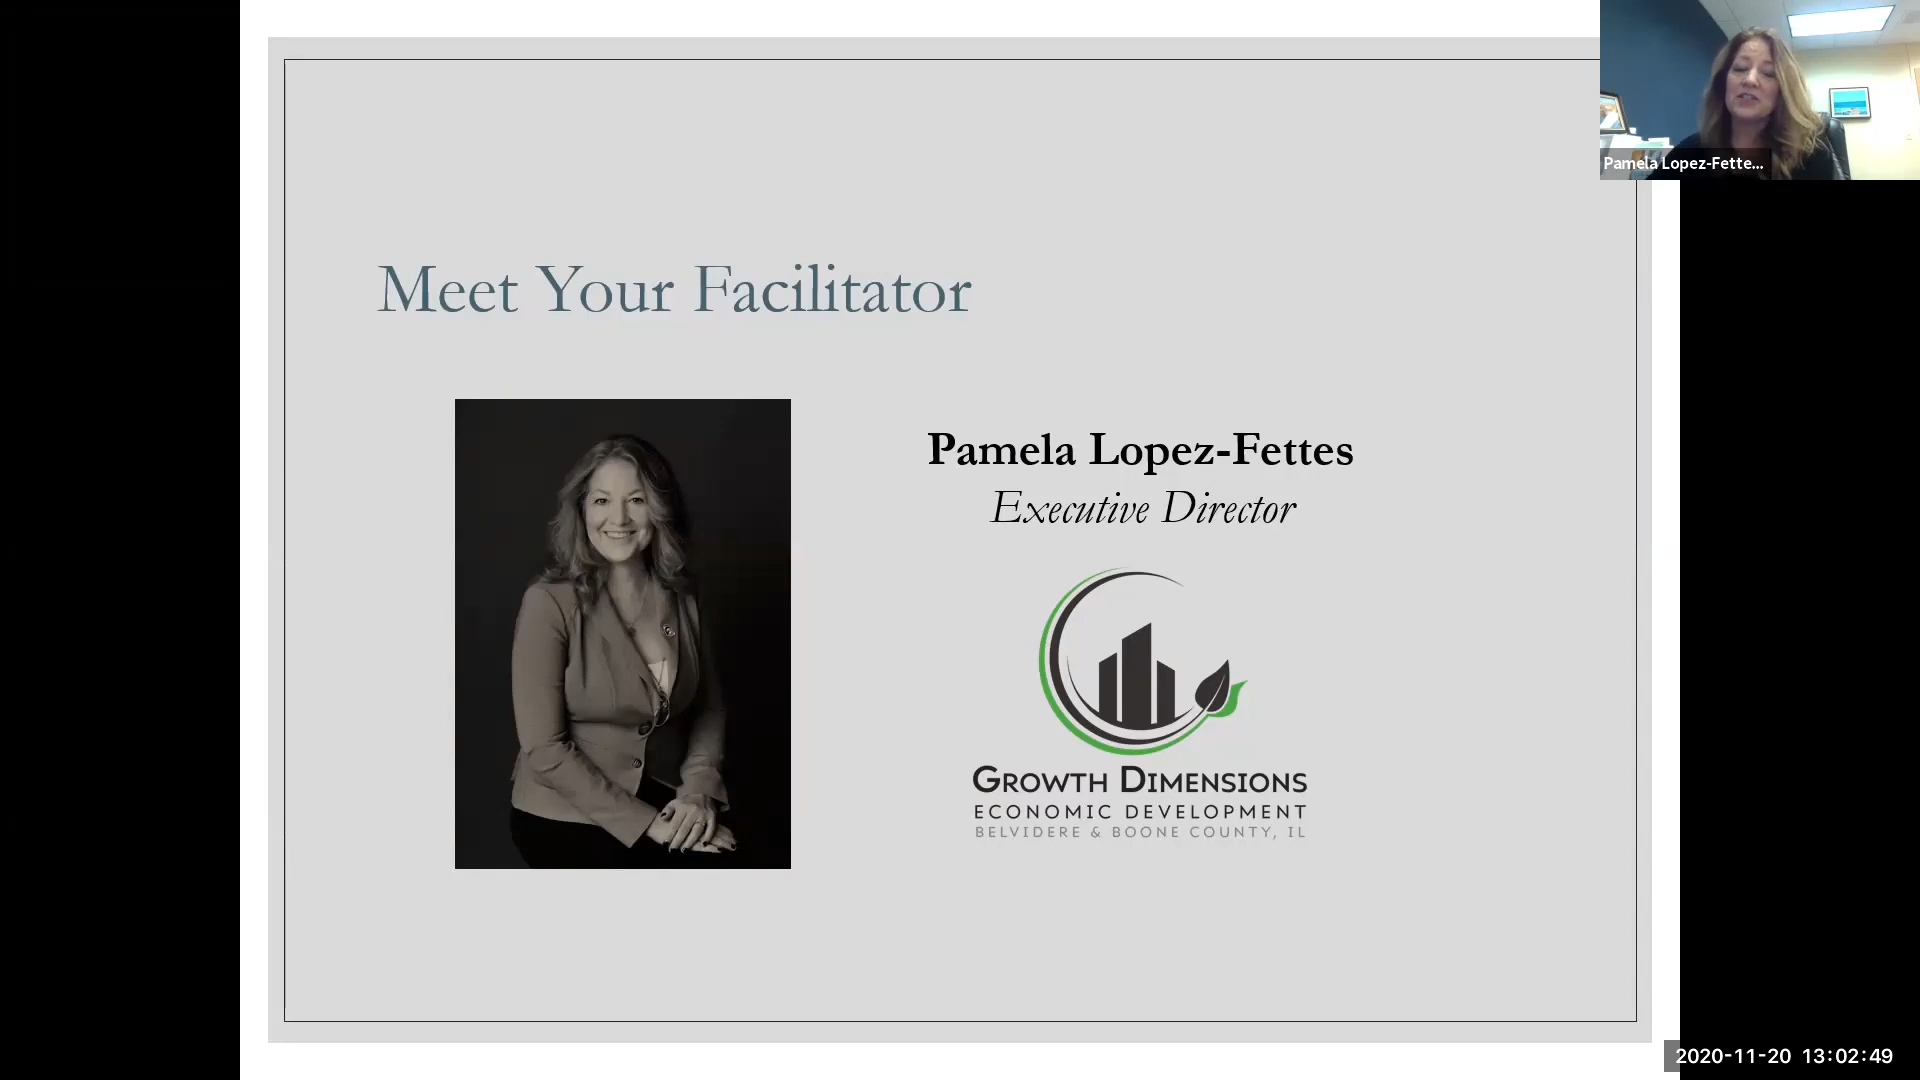 Meet Your Facilitator
Pamela Lopez-Fettes
Executive Director
GROWTH DIMENSIONS
ECONOMIC DEVELOPMENT
BELVIDERE & BOONE COUNTY, IL
Pamela Lopez-Fette...
2020-11-20 13:02:49